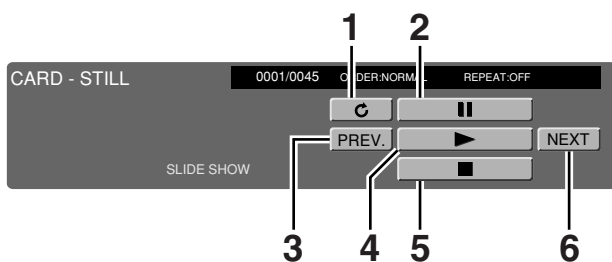 1 2
CARD - STILL 0001/0045 ORDER:NORMAL REPEAT:OFF
PREV. NEXT
SLIDE SHOW
3 4 5 6